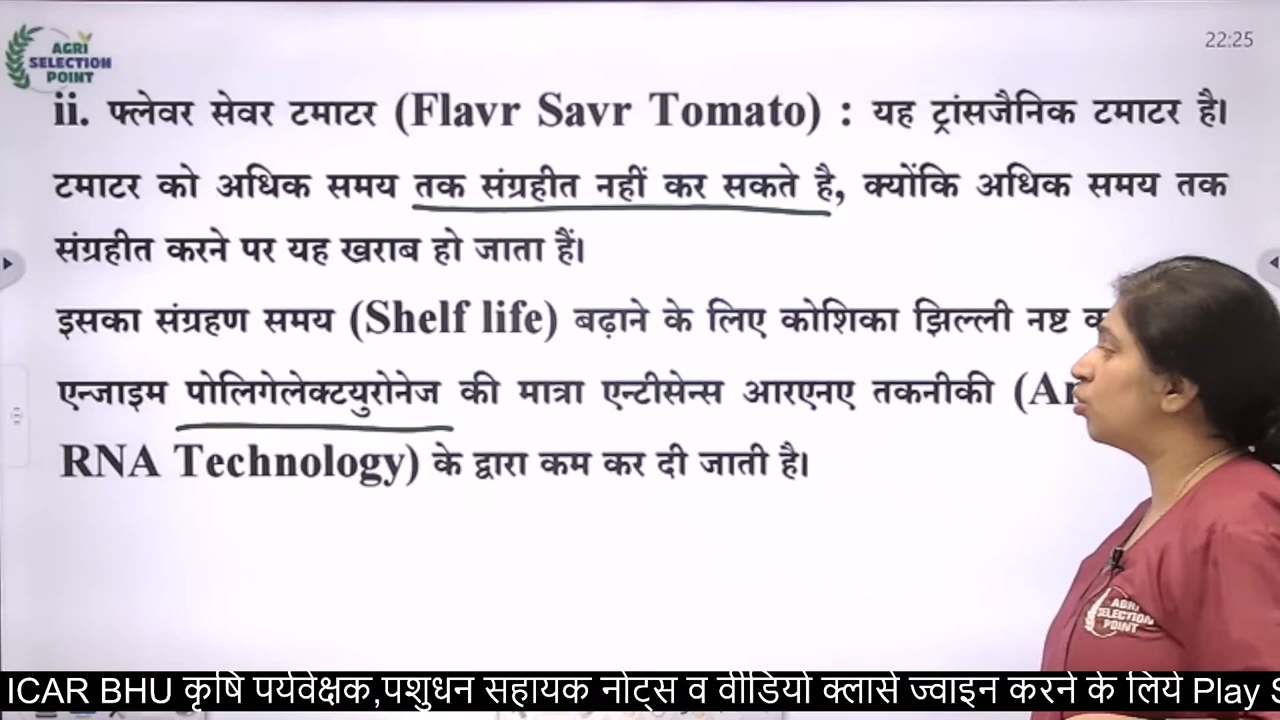 AGRI
SELECTION
POINT
22:25
ii. फ्लेवर सेवर टमाटर (Flavr Savr Tomato) : यह ट्रांसजैनिक टमाटर है।
टमाटर को अधिक समय तक संग्रहीत नहीं कर सकते है, क्योंकि अधिक समय तक
संग्रहीत करने पर यह खराब हो जाता हैं।
इसका संग्रहण समय (Shelf life) बढ़ाने के लिए कोशिका झिल्ली नष्ट
एन्जाइम पोलिगेलेक्टयुरोनेज की मात्रा एन्टीसेन्स आरएनए तकनीकी
RNA Technology) के द्वारा कम कर दी जाती है।
AGRI
SELECTION
POINT
ICAR BHU कृषि पर्यवेक्षक,पशुधन सहायक नोट्स व वीडियो क्लासे ज्वाइन करने के लिये Play